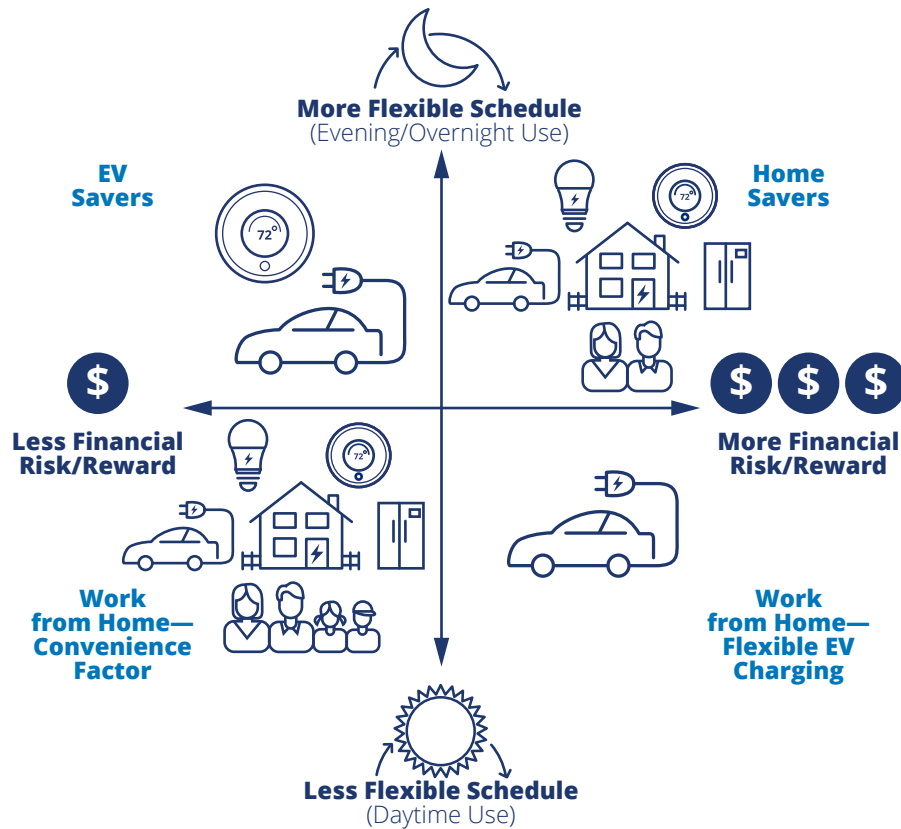 More Flexible Schedule
(Evening/Overnight Use)
EV
Savers
Home
Savers
72°
72°
$
$ $ $
Less Financial
Risk/Reward
More Financial
Risk/Reward
72°
Work
from Home—
Convenience
Factor
Work
from Home—
Flexible EV
Charging
Less Flexible Schedule
(Daytime Use)